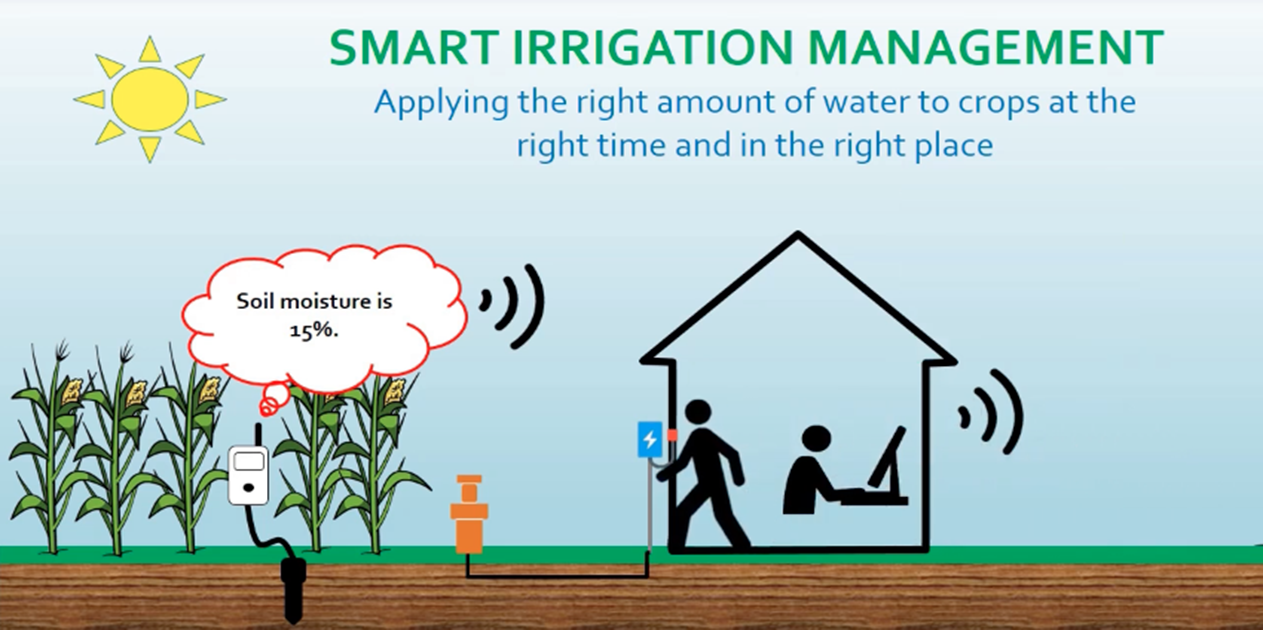 SMART IRRIGATION MANAGEMENT
Applying the right amount of water to crops at the
right time and in the right place
Soil moisture is
15%.